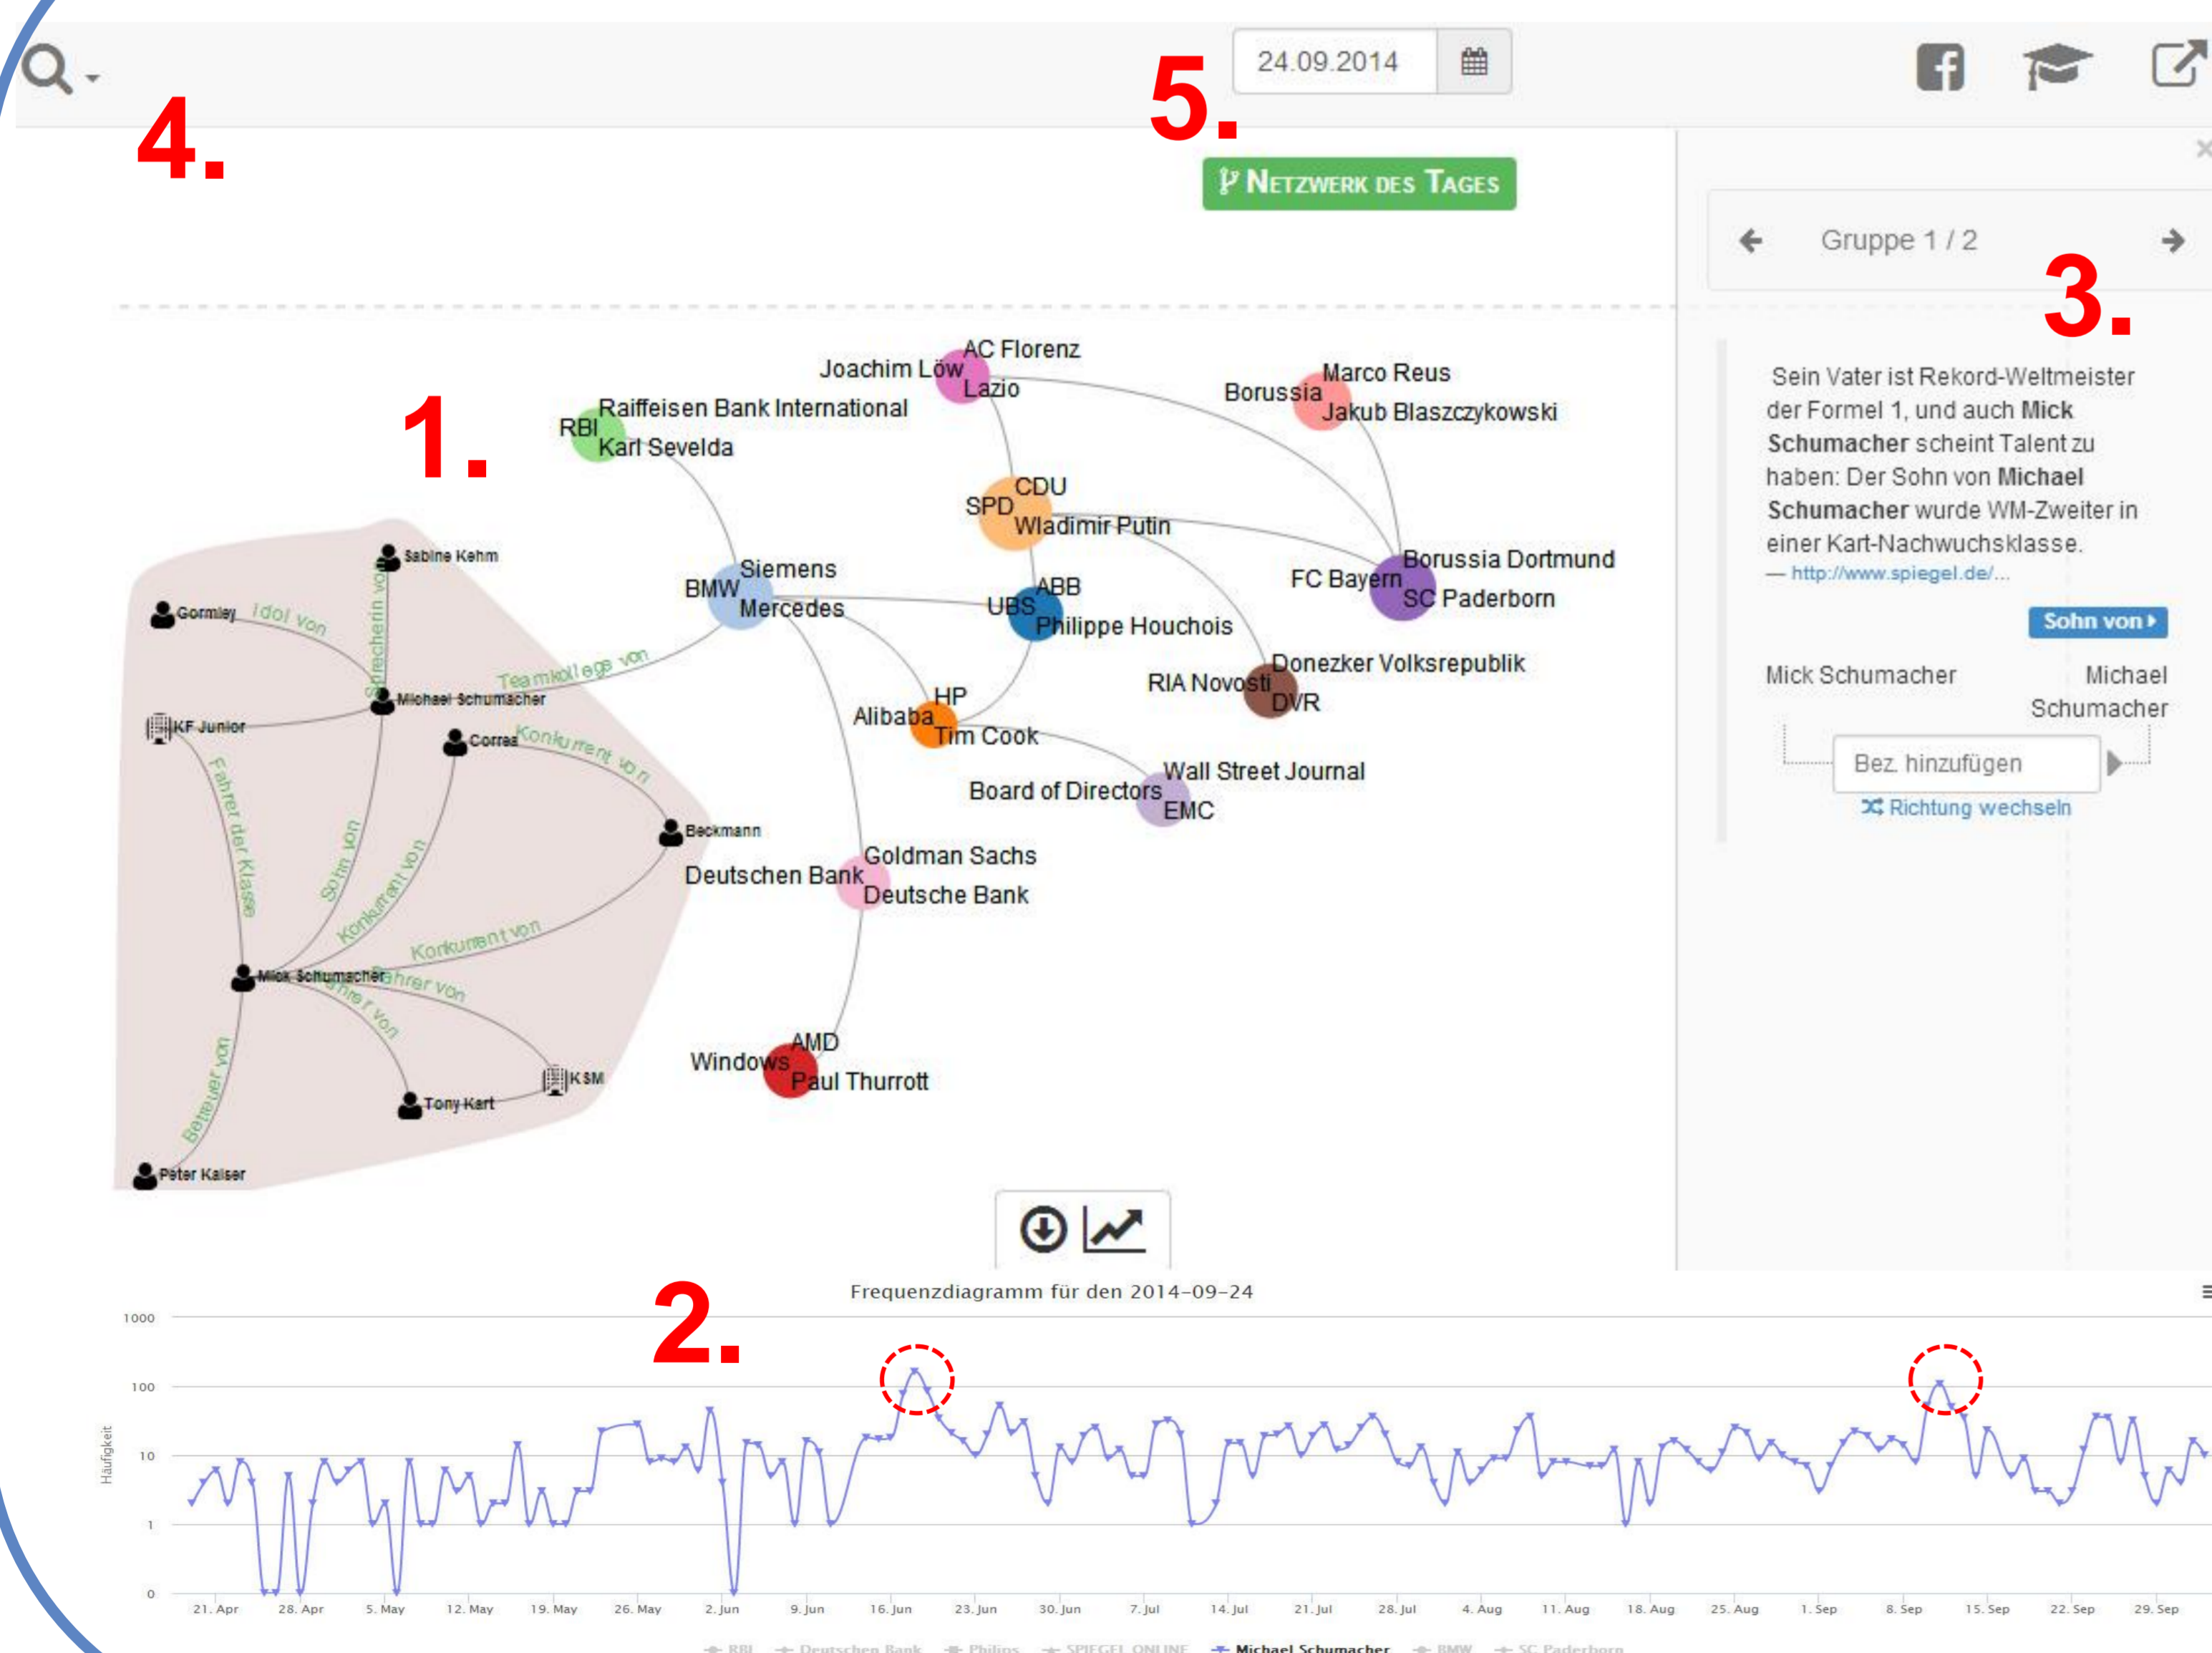 24.09.2014
4.
5.
NETZWERK DES TAGES
Gruppe 1 / 2
3.
1.
AC Florenz
Joachim Löw
Lazio
Marco Reus
Borussia
Jakub Blaszczykowski
Raiffeisen Bank International
RBI
Karl Sevelda
CDU
SPD
Wladimir Putin
Siemens
BMW
Mercedes
ABB
UBS
Philippe Houchois
Borussia Dortmund
FC Bayern
SC Paderborn
Donezker Volksrepublik
RIA Novosti
DVR
HP
Alibaba
Tim Cook
Wall Street Journal
Board of Directors
EMC
Goldman Sachs
Deutschen Bank
Deutsche Bank
AMD
Windows
Paul Thurrott
Sabine Kehm
Gormley
Idol von
Sprecherin von
Teamkollege von
Michael Schumacher
KF Junior
Correa
Konkurrent von
Fahrer der Klasse
Sohn von
Konkurrent von
Beckmann
Konkurrent von
Mick Schumacher
Fahrer von
Fahrer von
KSM
Tony Kart
Betreuer von
Peter Kaiser
Sein Vater ist Rekord-Weltmeister
der Formel 1, und auch Mick
Schumacher scheint Talent zu
haben: Der Sohn von Michael
Schumacher wurde WM-Zweiter in
einer Kart-Nachwuchsklasse.
— http://www.spiegel.de/...
Sohn von
Mick Schumacher
Michael
Schumacher
Bez. hinzufügen
Richtung wechseln
2.
Frequenzdiagramm für den 2014-09-24
Häufigkeit
1000
100
10
1
0
21. Apr 28. Apr 5. May 12. May 19. May 26. May 2. Jun 9. Jun 16. Jun 23. Jun 30. Jun 7. Jul 14. Jul 21. Jul 28. Jul 4. Aug 11. Aug 18. Aug 25. Aug 1. Sep 8. Sep 15. Sep 22. Sep 29. Sep
RBI Deutschen Bank Philips SPIEGEL ONLINE Michael Schumacher BMW SC Paderborn